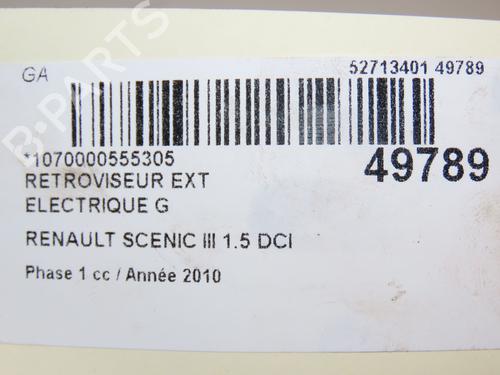 GA
52713401 49789
*1070000555305
49789
RETROVISEUR EXT
ELECTRIQUE G
RENAULT SCENIC III 1.5 DCI
Phase 1 cc / Année 2010
B-PARTS